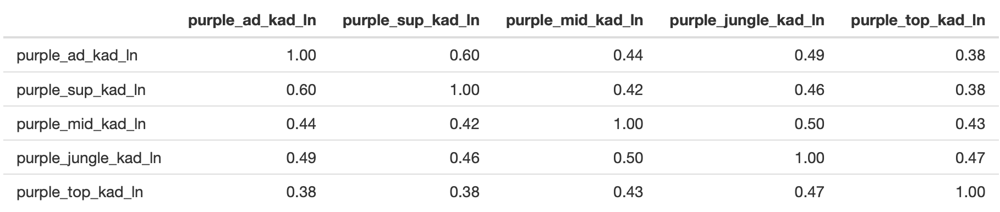 purple_ad_kad_ln purple_sup_kad_ln purple_mid_kad_ln purple_jungle_kad_ln purple_top_kad_ln
purple_ad_kad_ln 1.00 0.60 0.44 0.49 0.38
purple_sup_kad_ln 0.60 1.00 0.42 0.46 0.38
purple_mid_kad_ln 0.44 0.42 1.00 0.50 0.43
purple_jungle_kad_ln 0.49 0.46 0.50 1.00 0.47
purple_top_kad_ln 0.38 0.38 0.43 0.47 1.00